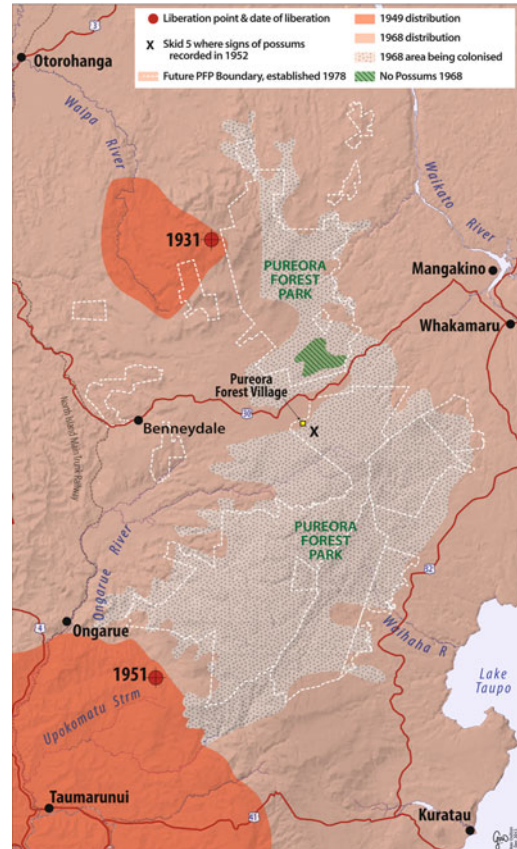 Liberation point & date of liberation
X Skid 5 where signs of possums
recorded in 1952
Future PFP Boundary, established 1978
1949 distribution
1968 distribution
1968 area being colonised
No Possums 1968
Otorohanga
Waipa
River
Waikato
River
1931
PUREORA
FOREST
PARK
Mangakino
Whakamaru
Pureora
Forest Village
30
X
Benneydale
North Island Main Trunk Railway
PUREORA
FOREST
PARK
Ongarue River
32
Waihaha R
4
Ongarue
1951
Lake
Taupo
Upokomatu Strm
Taumarunui
43
Kuratau